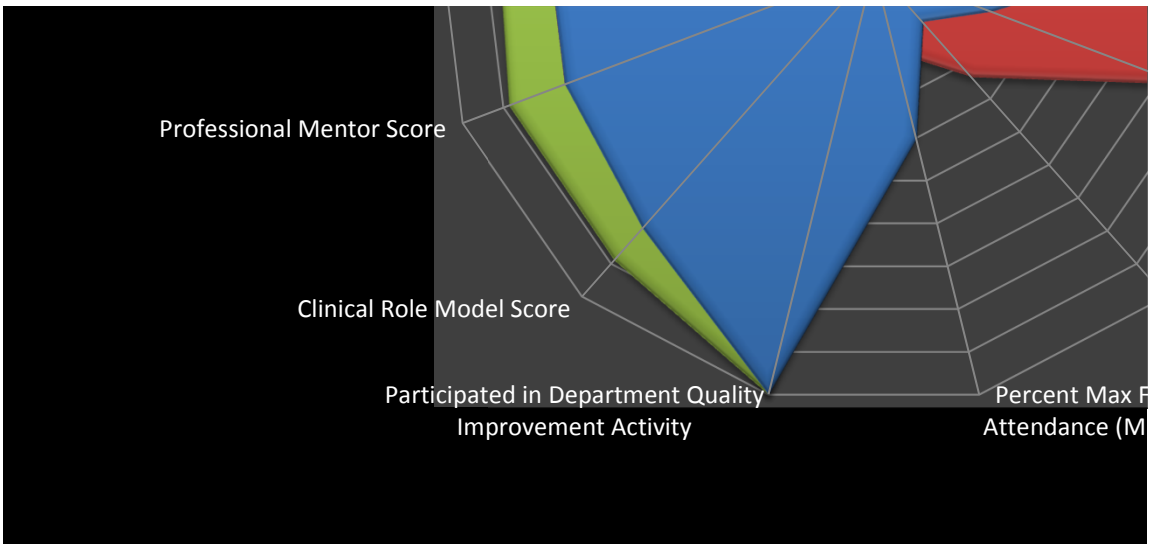 Professional Mentor Score
Clinical Role Model Score
Participated in Department Quality
Improvement Activity
Percent Max
Attendance